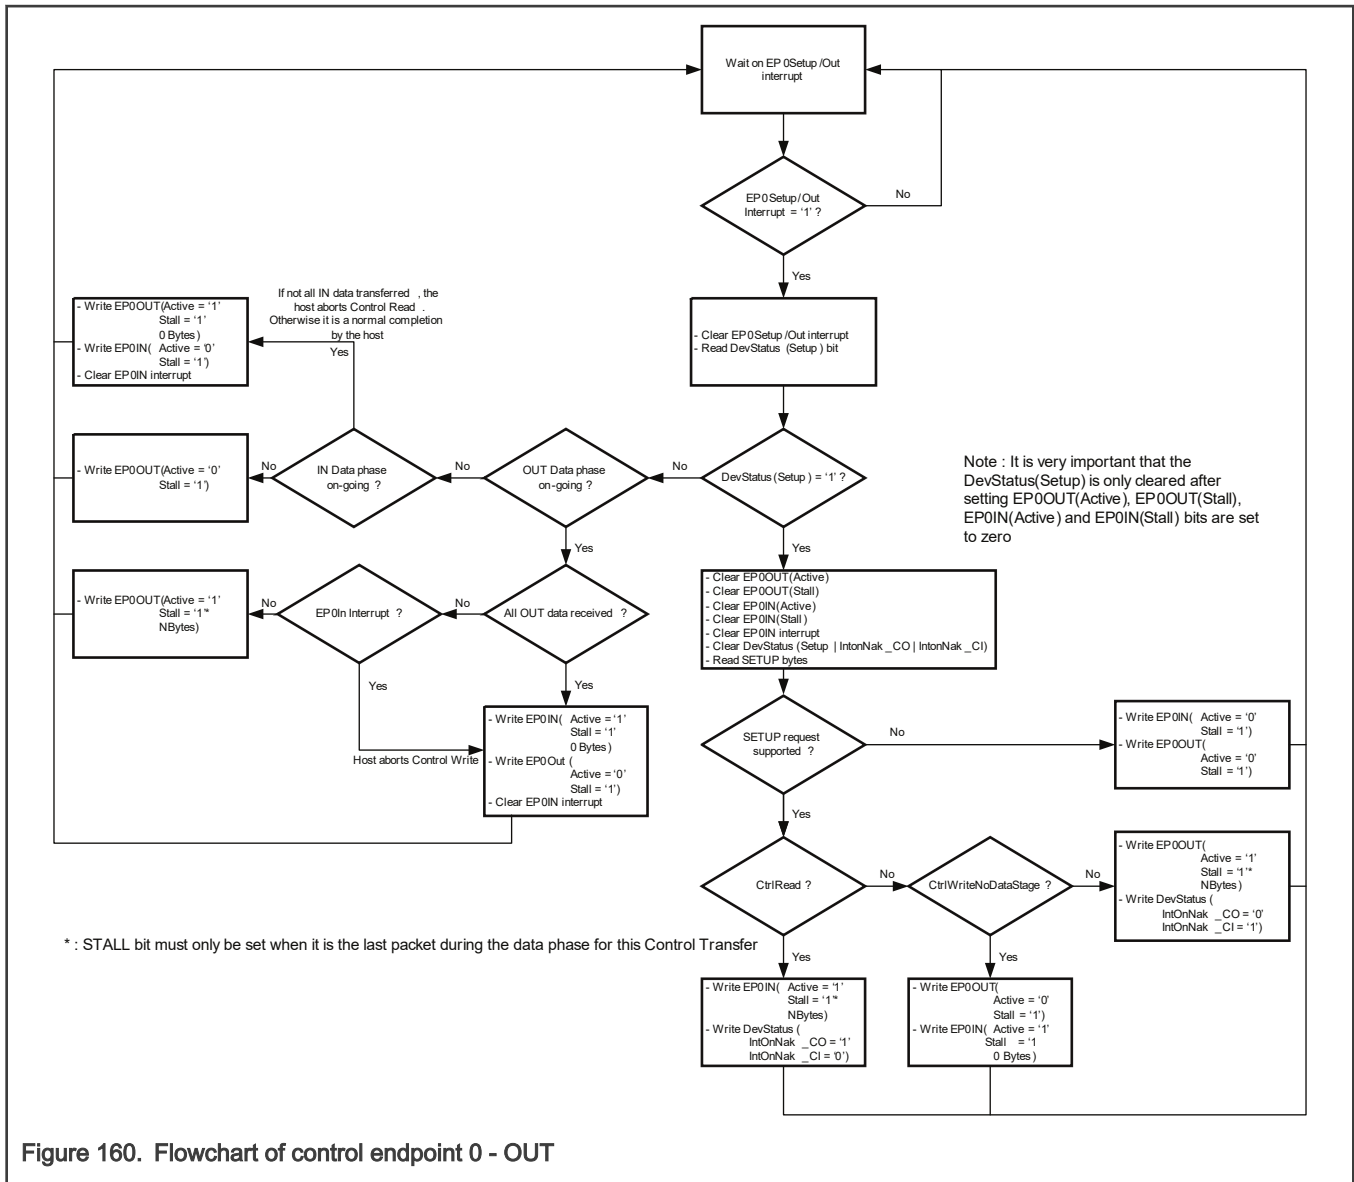 Wait on EP 0Setup /Out
interrupt
EP0Setup/Out
Interrupt = ‘1’ ?
No
Yes
- Clear EP0Setup /Out interrupt
- Read DevStatus (Setup ) bit
If not all IN data transferred , the
host aborts Control Read .
Otherwise it is a normal completion
by the host
Yes
- Write EP0OUT(Active = ‘1’
Stall = ‘1’
0 Bytes)
- Write EP0IN( Active = ‘0’
Stall = ‘1’)
- Clear EP0IN interrupt
DevStatus (Setup ) = ‘1’ ?
No
OUT Data phase
on-going ?
No
IN Data phase
on-going ?
No
- Write EP0OUT(Active = ‘0’
Stall = ‘1’)
Note : It is very important that the
DevStatus(Setup) is only cleared after
setting EP0OUT(Active), EP0OUT(Stall),
EP0IN(Active) and EP0IN(Stall) bits are set
to zero
Yes
Yes
All OUT data received ?
No
EP0In Interrupt ?
No
- Write EP0OUT(Active = ‘1’
Stall = ‘1’*
NBytes)
- Clear EP0OUT(Active)
- Clear EP0OUT(Stall)
- Clear EP0IN(Active)
- Clear EP0IN(Stall)
- Clear EP0IN interrupt
- Clear DevStatus (Setup | IntonNak _CO | IntonNak _CI)
- Read SETUP bytes
Yes
Yes
Host aborts Control Write
- Write EP0IN( Active = ‘1’
Stall = ‘1’
0 Bytes)
- Write EP0Out (
Active = ‘0’
Stall = ‘1’)
- Clear EP0IN interrupt
SETUP request
supported ?
No
- Write EP0IN( Active = ‘0’
Stall = ‘1’)
- Write EP0OUT(
Active = ‘0’
Stall = ‘1’)
Yes
CtrlRead ?
No
CtrlWriteNoDataStage ?
No
- Write EP0OUT(
Active = ‘1’
Stall = ‘1’*
NBytes)
- Write DevStatus (
IntOnNak _CO = ‘0’
IntOnNak _CI = ‘1’)
* : STALL bit must only be set when it is the last packet during the data phase for this Control Transfer
Yes
Yes
- Write EP0IN( Active = ‘1’
Stall = ‘1’*
NBytes)
- Write DevStatus (
IntOnNak _CO = ‘1’
IntOnNak _CI = ‘0’)
- Write EP0OUT(
Active = ‘0’
Stall = ‘1’)
- Write EP0IN( Active = ‘1’
Stall = ‘1
0 Bytes)
Figure 160. Flowchart of control endpoint 0 - OUT